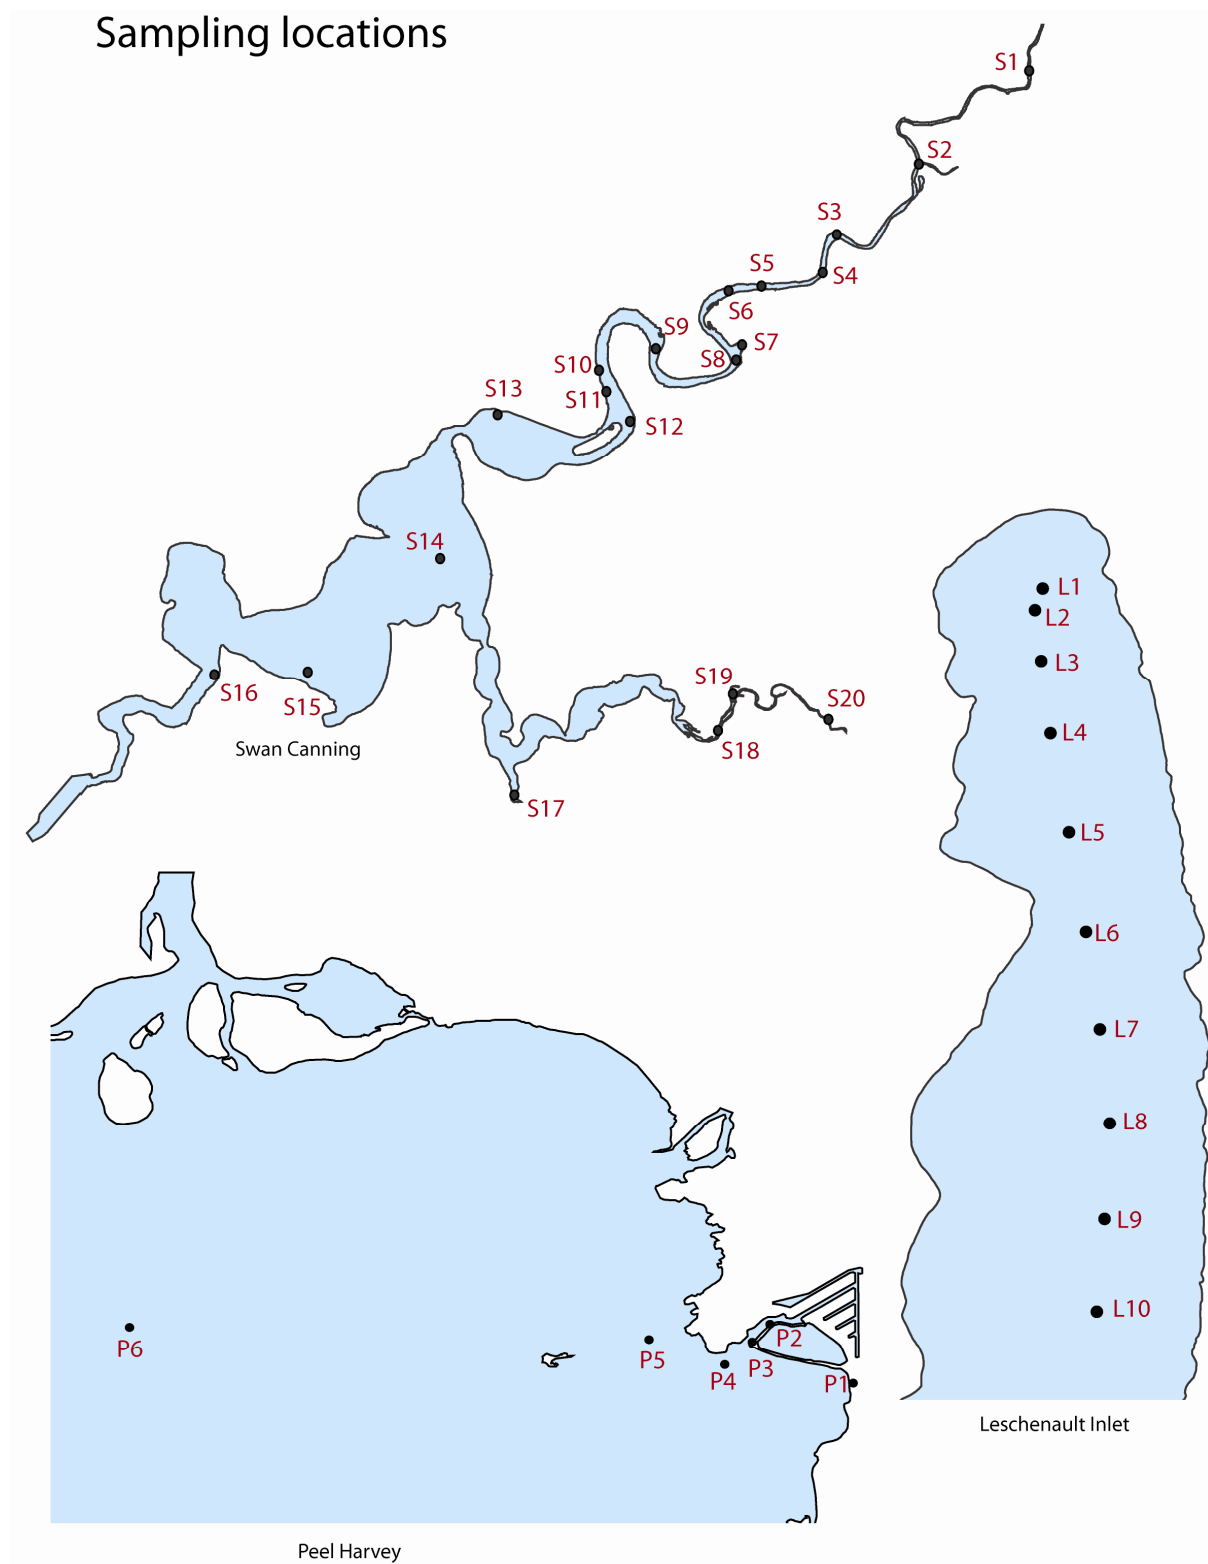 Sampling locations
S1
S2
S3
S4
S5
S6
S7
S8
S9
S10
S11
S12
S13
S14
S15
S16
S17
S18
S19
S20
Swan Canning
L1
L2
L3
L4
L5
L6
L7
L8
L9
L10
Leschenault Inlet
P1
P2
P3
P4
P5
P6
Peel Harvey